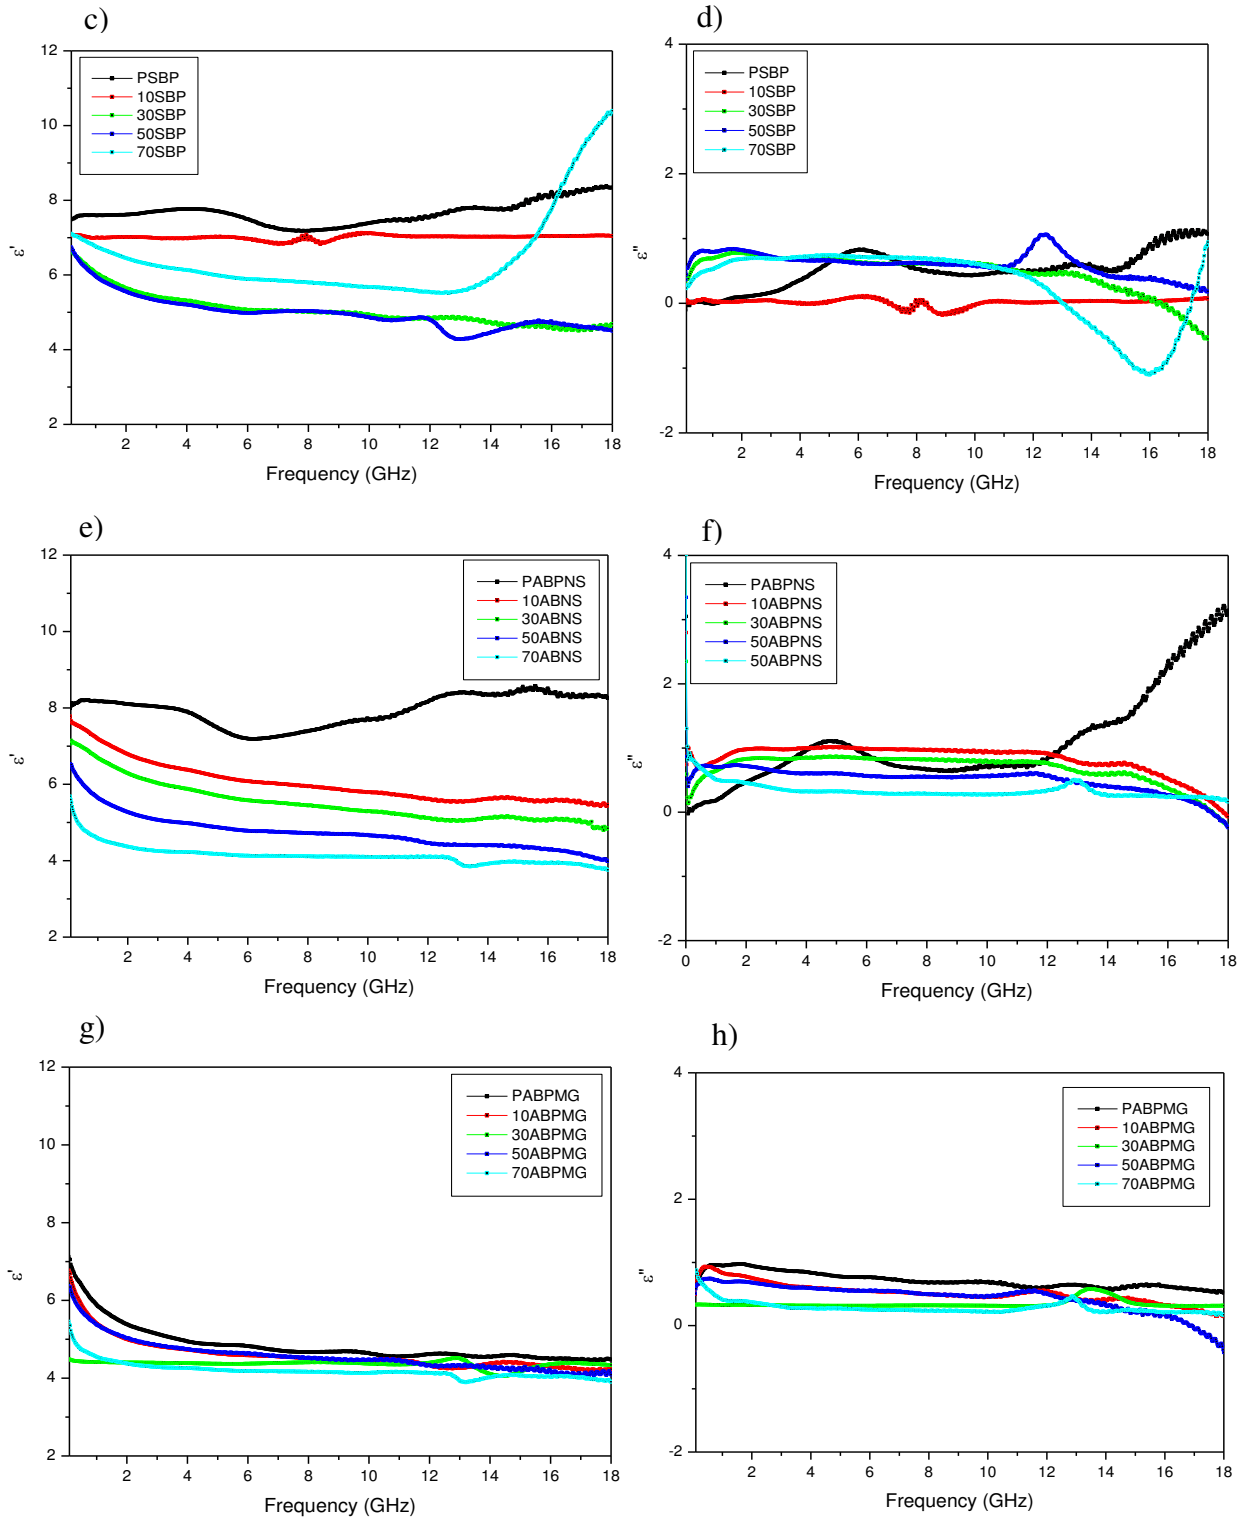 c)
12
10
8
6
4
2
ε'
PSBP
10SBP
30SBP
50SBP
70SBP
2 4 6 8 10 12 14 16 18
Frequency (GHz)
d)
4
2
0
-2
ε"
PSBP
10SBP
30SBP
50SBP
70SBP
2 4 6 8 10 12 14 16 18
Frequency (GHz)
e)
12
10
8
6
4
2
ε'
PABPNS
10ABNS
30ABNS
50ABNS
70ABNS
2 4 6 8 10 12 14 16 18
Frequency (GHz)
f)
4
2
0
-2
ε"
PABPNS
10ABPNS
30ABPNS
50ABPNS
50ABPNS
0 2 4 6 8 10 12 14 16 18
Frequency (GHz)
g)
12
10
8
6
4
2
ε'
PABPMG
10ABPMG
30ABPMG
50ABPMG
70ABPMG
2 4 6 8 10 12 14 16 18
Frequency (GHz)
h)
4
2
0
-2
ε"
PABPMG
10ABPMG
30ABPMG
50ABPMG
70ABPMG
2 4 6 8 10 12 14 16 18
Frequency (GHz)